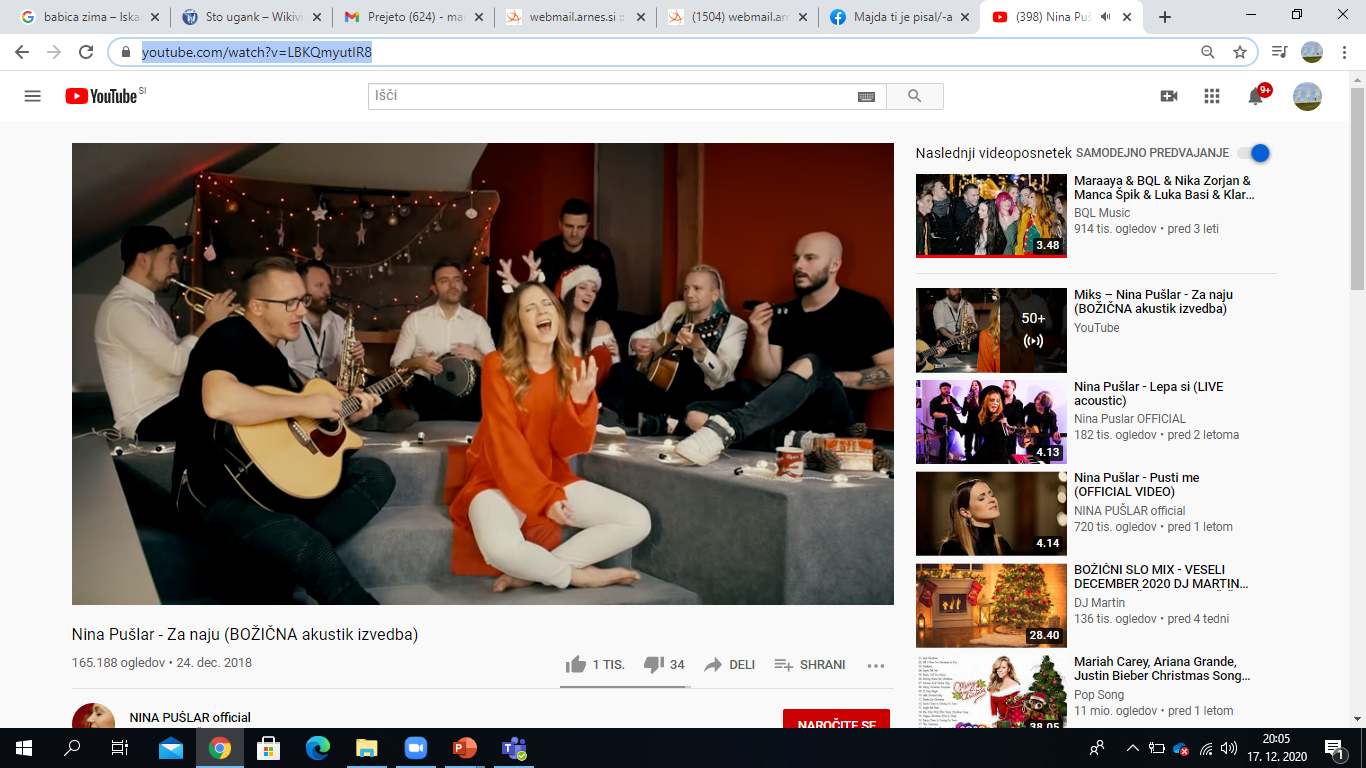 babica zima – Iska
Sto ugank – Wikivi
Prejeto (624) - ma
webmail.arnes.si ::
(1504) webmail.arn
Majda ti je pisal/-a
(398) Nina Puš
youtube.com/watch?v=LBKQmyutIR8
YouTube SI
Išči
9+
Naslednji videoposnetek SAMODEJNO PREDVAJANJE
Maraaya & BQL & Nika Zorjan &
Manca Špik & Luka Basi & Klar...
BQL Music
914 tis. ogledov • pred 3 leti
3.48
Miks – Nina Pušlar - Za naju
(BOŽIČNA akustik izvedba)
YouTube
50+
Nina Pušlar - Lepa si (LIVE
acoustic)
Nina Puslar OFFICIAL
182 tis. ogledov • pred 2 letoma
4.13
Nina Pušlar - Pusti me
(OFFICIAL VIDEO)
NINA PUŠLAR official
720 tis. ogledov • pred 1 letom
4.14
BOŽIČNI SLO MIX - VESELI
DECEMBER 2020 DJ MARTIN...
DJ Martin
136 tis. ogledov • pred 4 tedni
28.40
Mariah Carey, Ariana Grande,
Justin Bieber Christmas Song...
Pop Song
11 mio. ogledov • pred 1 letom
38.05
Nina Pušlar - Za naju (BOŽIČNA akustik izvedba)
165.188 ogledov • 24. dec. 2018
1 TIS.
34
DELI
SHRANI
NINA PUŠLAR official
NAROČITE SE
20:05
17. 12. 2020
1